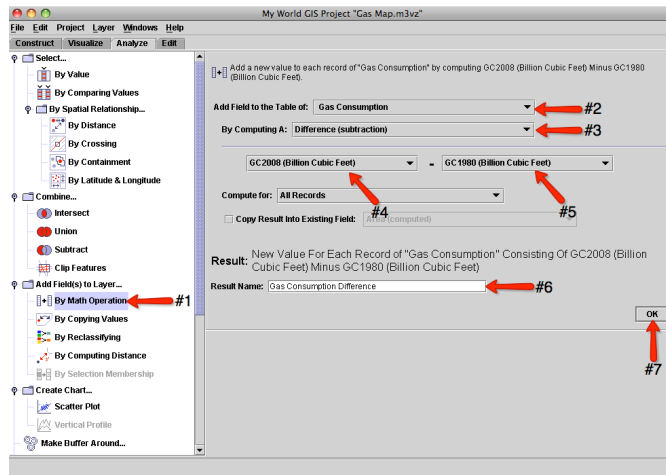 My World GIS Project "Gas Map.m3vz"
File Edit Project Layer Windows Help
Construct Visualize Analyze Edit
Select...
By Value
By Comparing Values
By Spatial Relationship...
By Distance
By Crossing
By Containment
By Latitude & Longitude
Combine...
Intersect
Union
Subtract
Clip Features
Add Field(s) to Layer...
By Math Operation
#1
By Copying Values
By Reclassifying
By Computing Distance
By Selection Membership
Create Chart...
Scatter Plot
Vertical Profile
Make Buffer Around...
Add a new value to each record of "Gas Consumption" by computing GC2008 (Billion Cubic Feet) Minus GC1980
(Billion Cubic Feet).
Add Field to the Table of: Gas Consumption
#2
By Computing A: Difference (subtraction)
#3
GC2008 (Billion Cubic Feet) - GC1980 (Billion Cubic Feet)
#4
#5
Compute for: All Records
Copy Result Into Existing Field: Area (computed)
Result: New Value For Each Record of "Gas Consumption" Consisting Of GC2008 (Billion
Cubic Feet) Minus GC1980 (Billion Cubic Feet)
Result Name: Gas Consumption Difference
#6
OK
#7